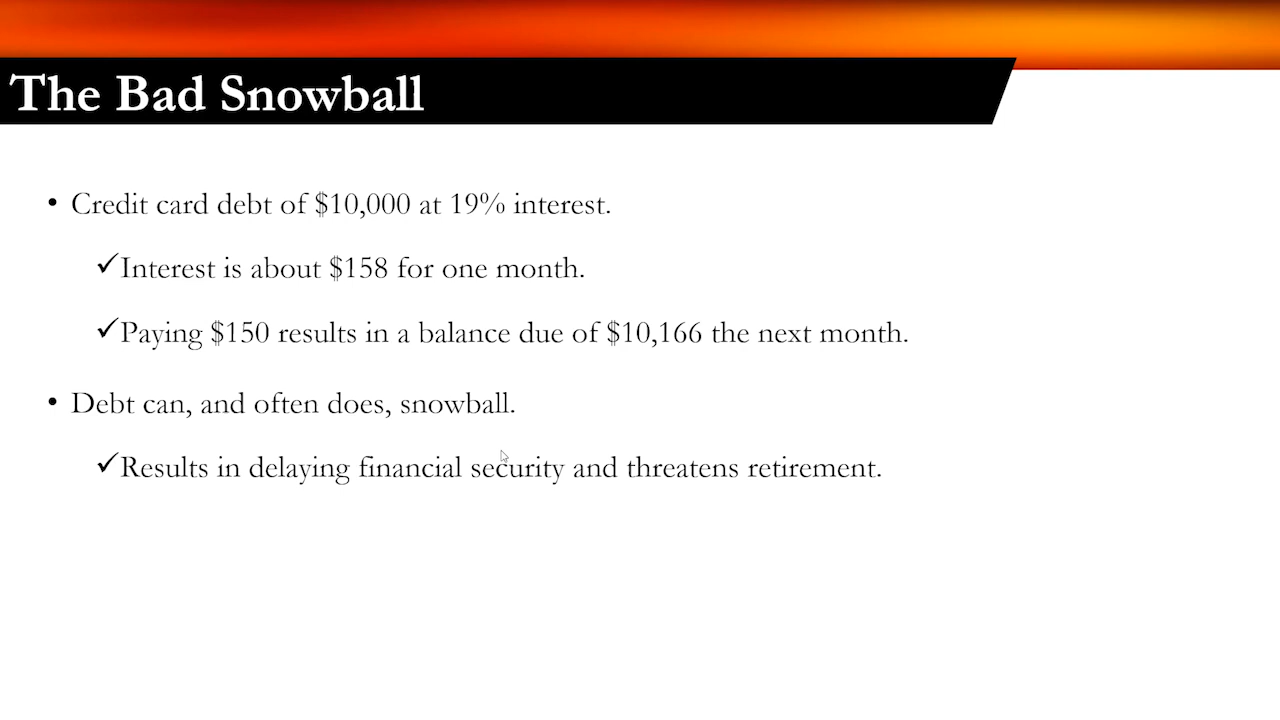 The Bad Snowball
• Credit card debt of $10,000 at 19% interest.
✓Interest is about $158 for one month.
✓Paying $150 results in a balance due of $10,166 the next month.
• Debt can, and often does, snowball.
✓Results in delaying financial security and threatens retirement.